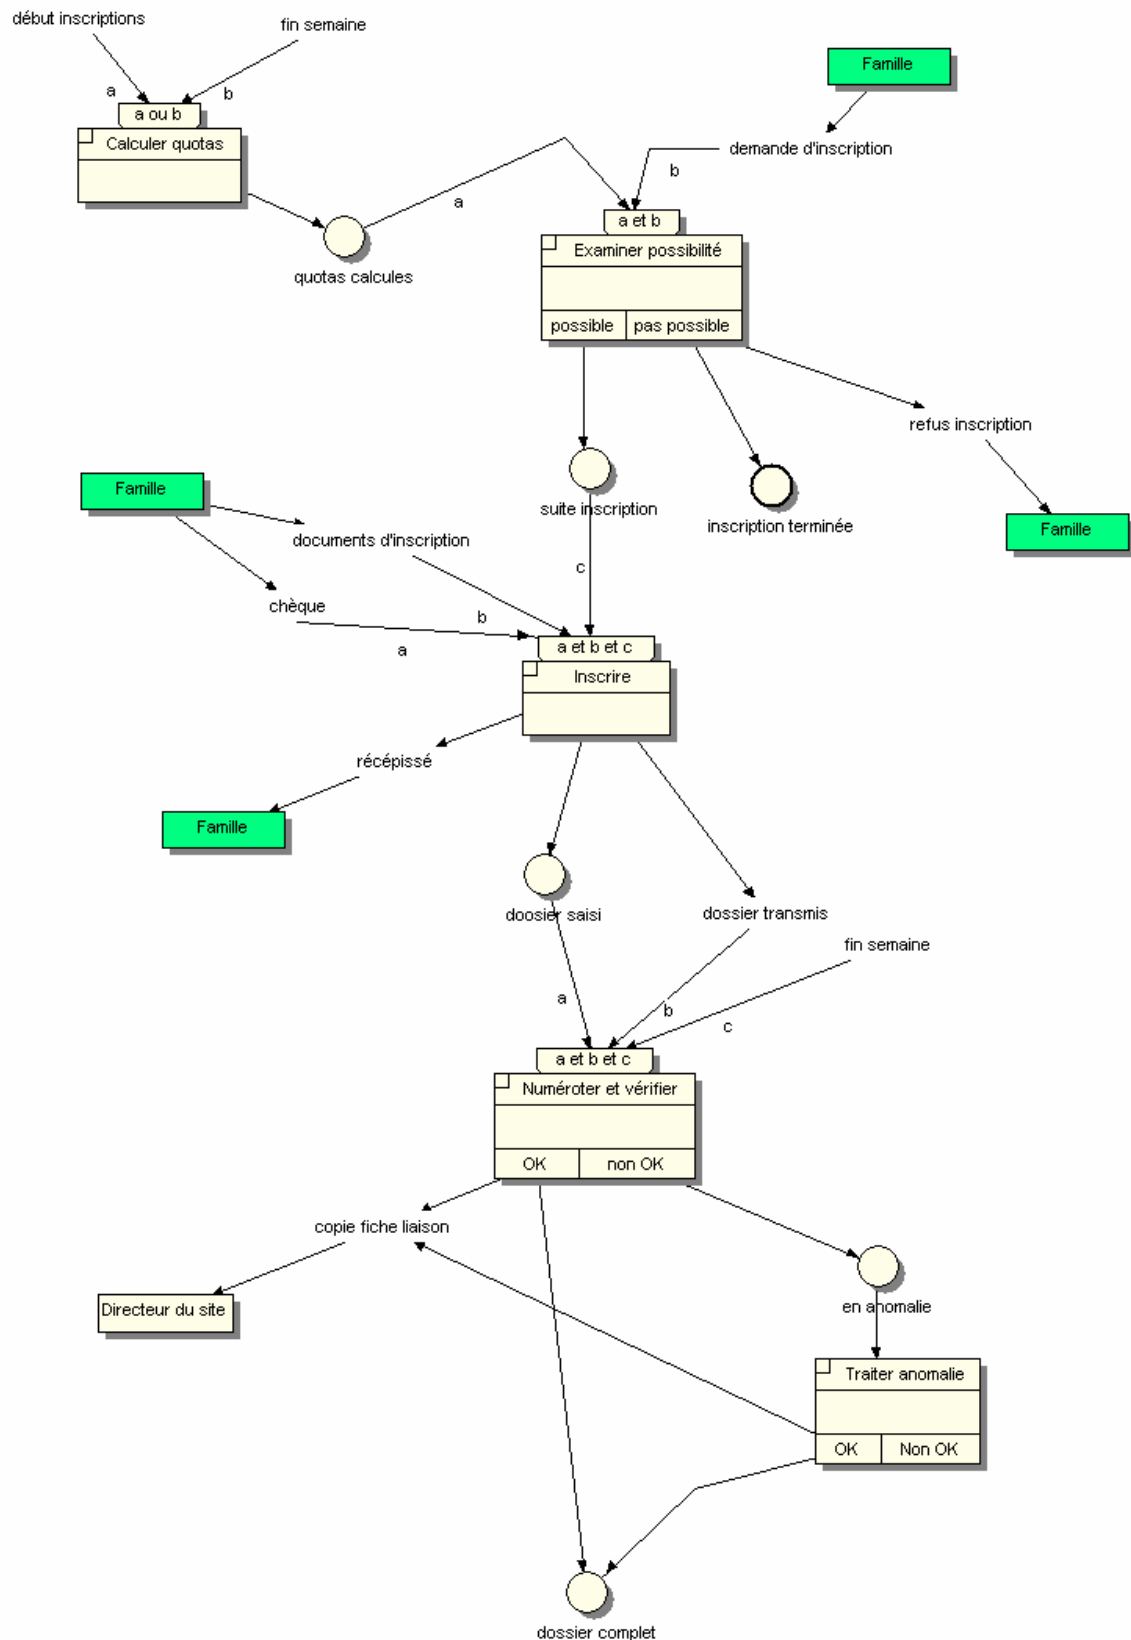 début inscriptions
fin semaine
Famille
a
b
a ou b
Calculer quotas
demande d'inscription
b
a
a et b
Examiner possibilité
quotas calcules
possible
pas possible
refus inscription
Famille
suite inscription
inscription terminée
Famille
documents d'inscription
c
chèque
b
a
a et b et c
Inscrire
récépissé
Famille
doosier saisi
dossier transmis
fin semaine
a
b
c
a et b et c
Numéroter et vérifier
OK
non OK
copie fiche liaison
Directeur du site
en anomalie
Traiter anomalie
OK
Non OK
dossier complet